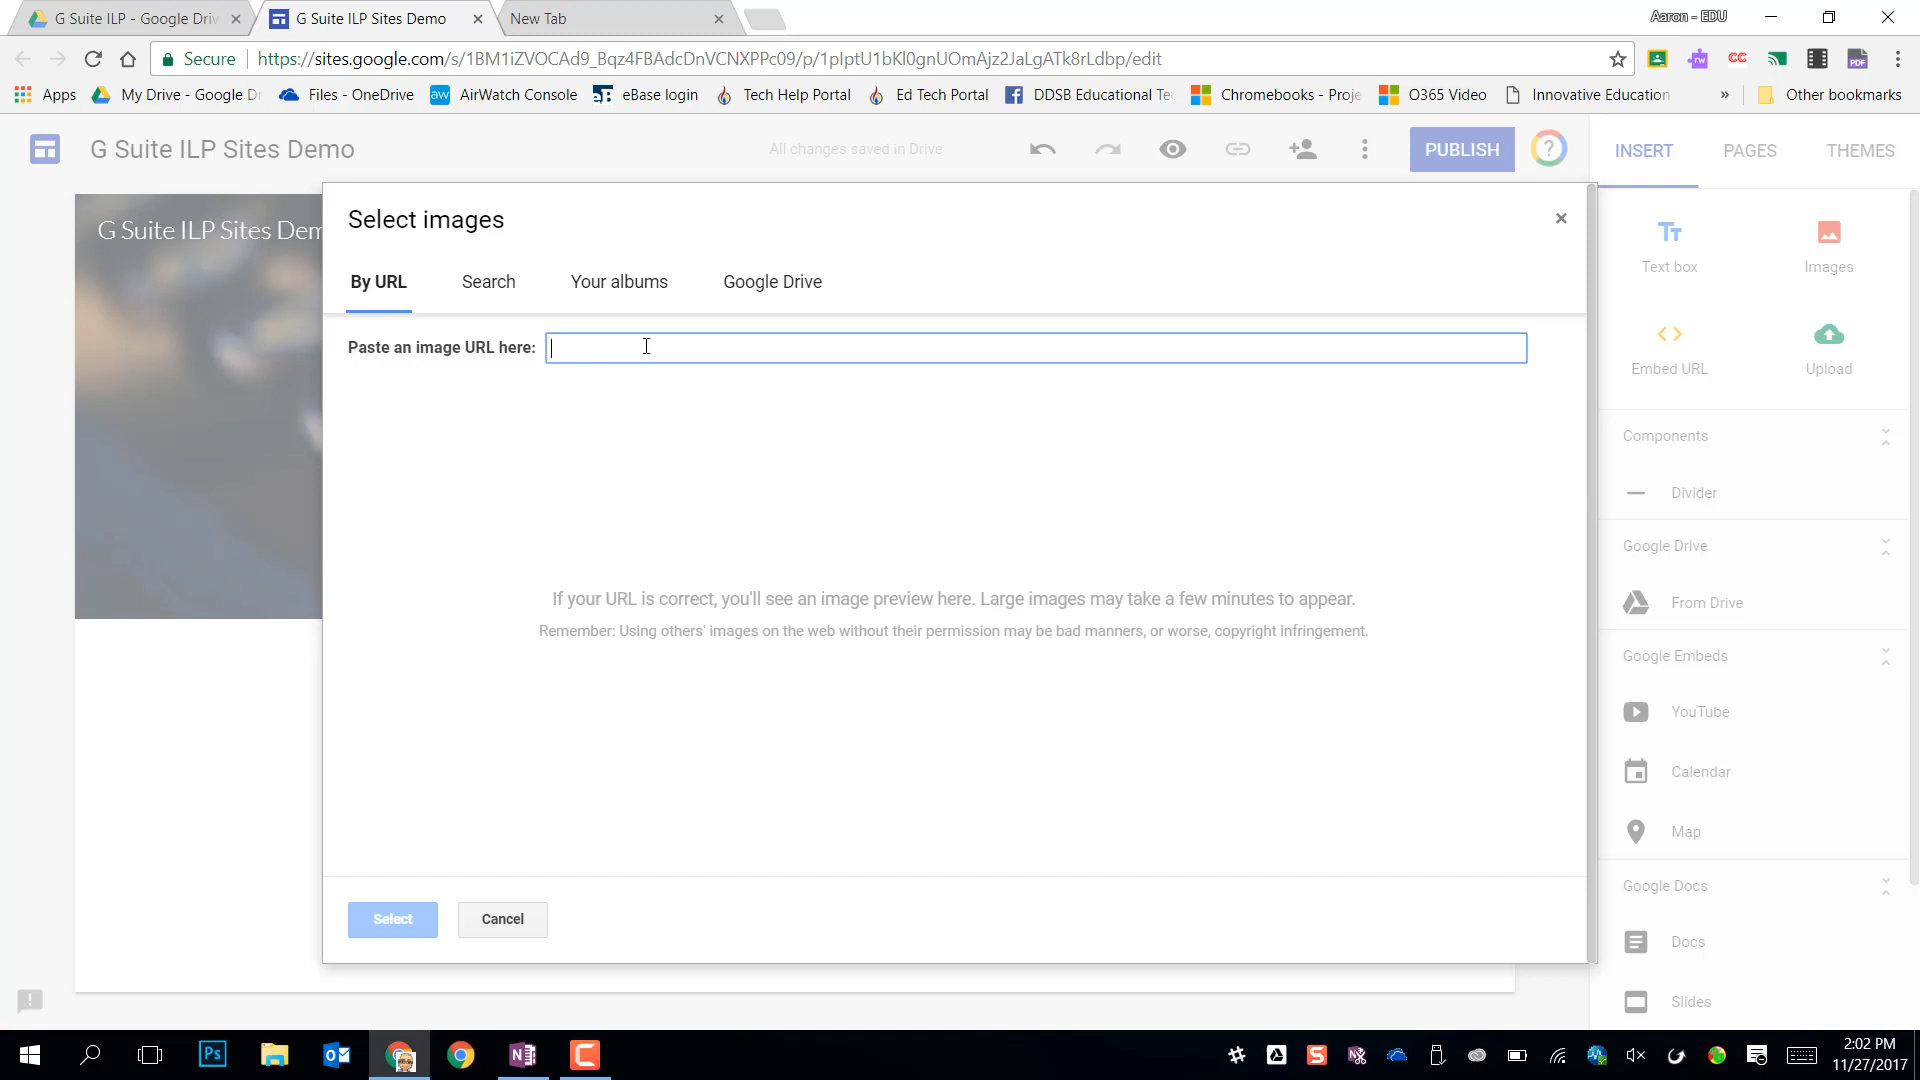 G Suite ILP - Google Driv
G Suite ILP Sites Demo
New Tab
Aaron - EDU
Secure
https://sites.google.com/s/1BM1iZVOCAd9_Bqz4FBAdcDnVCNXPPc09/p/1pIptU1bKl0gnUOmAjz2JaLgATk8rLdbp/edit
Apps
My Drive - Google Dr
Files - OneDrive
aw AirWatch Console
eBase login
Tech Help Portal
Ed Tech Portal
DDSB Educational Tec
Chromebooks - Proje
O365 Video
Innovative Education
»
Other bookmarks
G Suite ILP Sites Demo
All changes saved in Drive
PUBLISH
?
INSERT
PAGES
THEMES
G Suite ILP Sites Dem
Select images
By URL
Search
Your albums
Google Drive
Paste an image URL here:
If your URL is correct, you'll see an image preview here. Large images may take a few minutes to appear.
Remember: Using others' images on the web without their permission may be bad manners, or worse, copyright infringement.
Select
Cancel
Tт
Text box
Images
Embed URL
Upload
Components
Divider
Google Drive
From Drive
Google Embeds
YouTube
Calendar
Map
Google Docs
Docs
Slides
Ps
2:02 PM
11/27/2017